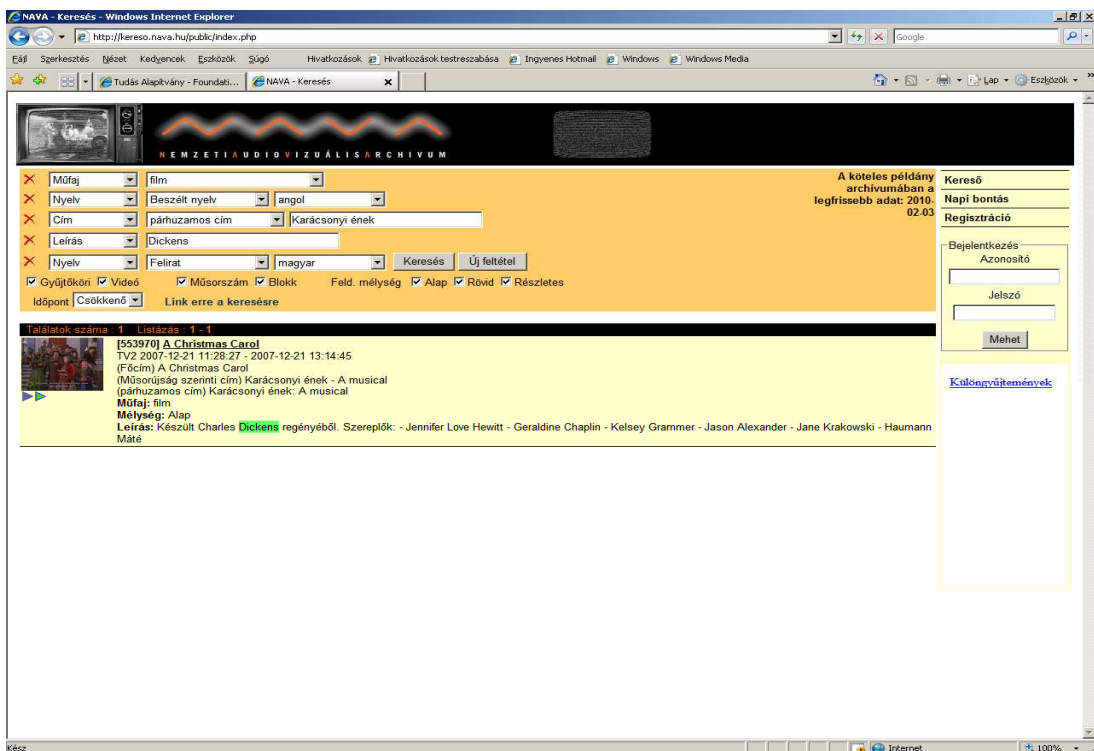 NAVA - Keresés - Windows Internet Explorer
http://kereso.nava.hu/public/index.php
Google
Fájl Szerkesztés Nézet Kedvencek Eszközök Súgó Hivatkozások Hivatkozások testreszabása Ingyenes Hotmail Windows Windows Media
Tudás Alapítvány - Foundati... NAVA - Keresés Lap Eszközök
NEMZETI AUDIOVIZUÁLIS ARCHIVUM
Műfaj film
Nyelv Beszélt nyelv angol
Cím párhuzamos cím Karácsonyi ének
Leírás Dickens
Nyelv Felirat magyar Keresés Új feltétel
Gyűjtőköri Videó Műsorszám Blokk Feld. mélység Alap Rövid Részletes
Időpont Csökkenő Link erre a keresésre
A köteles példány
archívumában a
legfrissebb adat: 2010-
02-03
Kereső
Napi bontás
Regisztráció
Bejelentkezés
Azonosító
Jelszó
Mehet
Különgyűjtemények
Találatok száma : 1 Listázás : 1 - 1
[553970] A Christmas Carol
TV2 2007-12-21 11:28:27 - 2007-12-21 13:14:45
(Főcím) A Christmas Carol
(Műsorújság szerinti cím) Karácsonyi ének - A musical
(párhuzamos cím) Karácsonyi ének: A musical
Műfaj: film
Mélység: Alap
Leírás: Készült Charles Dickens regényéből. Szereplők: - Jennifer Love Hewitt - Geraldine Chaplin - Kelsey Grammer - Jason Alexander - Jane Krakowski - Haumann
Máté
Kész Internet 100%